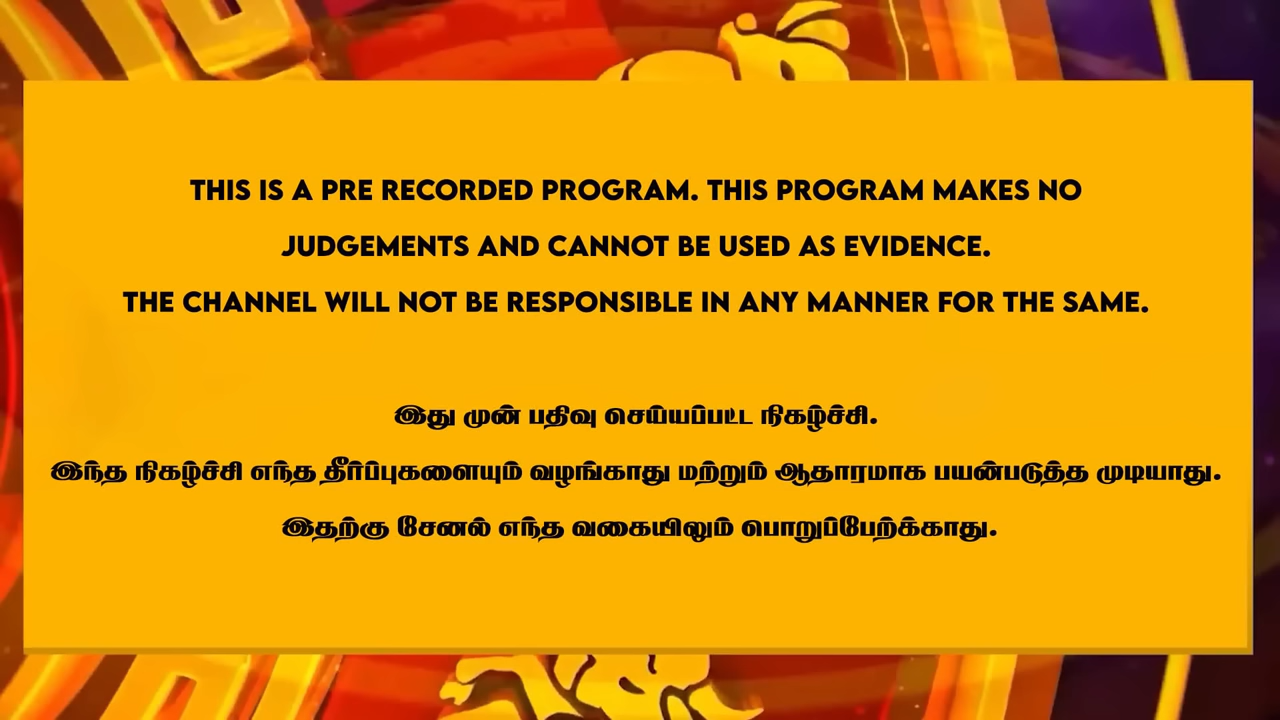 THIS IS A PRE RECORDED PROGRAM. THIS PROGRAM MAKES NO
JUDGEMENTS AND CANNOT BE USED AS EVIDENCE.
THE CHANNEL WILL NOT BE RESPONSIBLE IN ANY MANNER FOR THE SAME.
இது முன் பதிவு செய்யப்பட்ட நிகழ்ச்சி.
இந்த நிகழ்ச்சி எந்த தீர்ப்புகளையும் வழங்காது மற்றும் ஆதாரமாக பயன்படுத்த முடியாது.
இதற்கு சேனல் எந்த வகையிலும் பொறுப்பேற்க்காது.